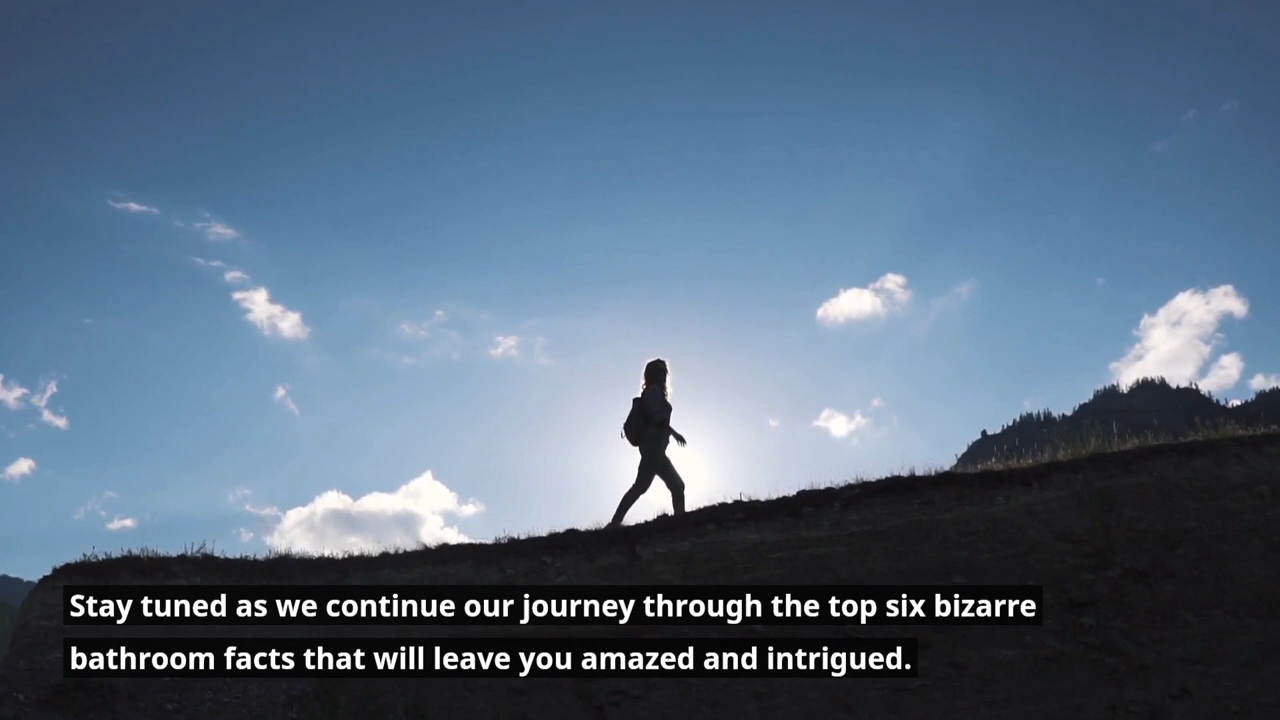 Stay tuned as we continue our journey through the top six bizarre
bathroom facts that will leave you amazed and intrigued.